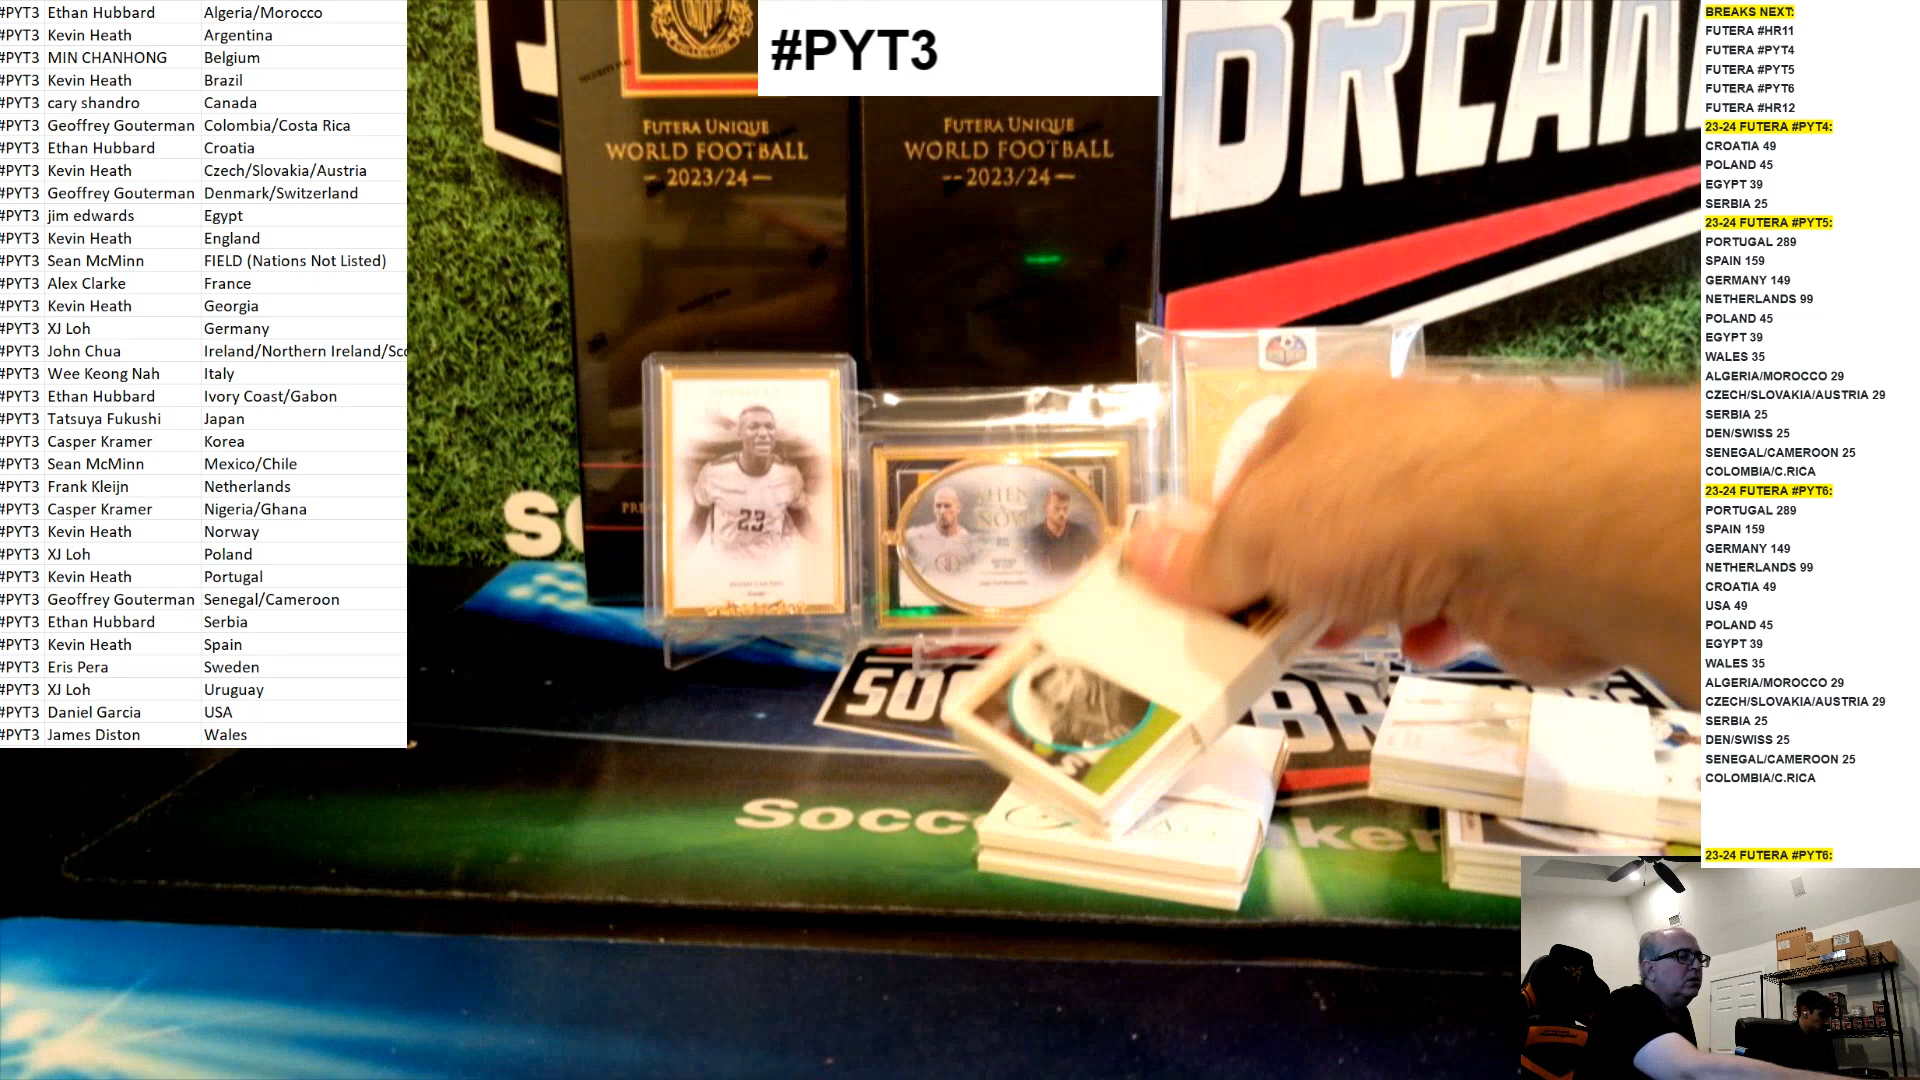 #PYT3 Ethan Hubbard Algeria/Morocco
#PYT3 Kevin Heath Argentina
#PYT3 MIN CHANHONG Belgium
#PYT3 Kevin Heath Brazil
#PYT3 cary shandro Canada
#PYT3 Geoffrey Gouterman Colombia/Costa Rica
#PYT3 Ethan Hubbard Croatia
#PYT3 Kevin Heath Czech/Slovakia/Austria
#PYT3 Geoffrey Gouterman Denmark/Switzerland
#PYT3 jim edwards Egypt
#PYT3 Kevin Heath England
#PYT3 Sean McMinn FIELD (Nations Not Listed)
#PYT3 Alex Clarke France
#PYT3 Kevin Heath Georgia
#PYT3 XJ Loh Germany
#PYT3 John Chua Ireland/Northern Ireland/Sco
#PYT3 Wee Keong Nah Italy
#PYT3 Ethan Hubbard Ivory Coast/Gabon
#PYT3 Tatsuya Fukushi Japan
#PYT3 Casper Kramer Korea
#PYT3 Sean McMinn Mexico/Chile
#PYT3 Frank Kleijn Netherlands
#PYT3 Casper Kramer Nigeria/Ghana
#PYT3 Kevin Heath Norway
#PYT3 XJ Loh Poland
#PYT3 Kevin Heath Portugal
#PYT3 Geoffrey Gouterman Senegal/Cameroon
#PYT3 Ethan Hubbard Serbia
#PYT3 Kevin Heath Spain
#PYT3 Eris Pera Sweden
#PYT3 XJ Loh Uruguay
#PYT3 Daniel Garcia USA
#PYT3 James Diston Wales
#PYT3
BREAK
FUTERA UNIQUE
WORLD FOOTBALL
2023/24
FUTERA UNIQUE
WORLD FOOTBALL
2023/24
23
THEN
NOW
BREAKS NEXT:
FUTERA #HR11
FUTERA #PYT4
FUTERA #PYT5
FUTERA #PYT6
FUTERA #HR12
23-24 FUTERA #PYT4:
CROATIA 49
POLAND 45
EGYPT 39
SERBIA 25
23-24 FUTERA #PYT5:
PORTUGAL 289
SPAIN 159
GERMANY 149
NETHERLANDS 99
POLAND 45
EGYPT 39
WALES 35
ALGERIA/MOROCCO 29
CZECH/SLOVAKIA/AUSTRIA 29
SERBIA 25
DEN/SWISS 25
SENEGAL/CAMEROON 25
COLOMBIA/C.RICA
23-24 FUTERA #PYT6:
PORTUGAL 289
SPAIN 159
GERMANY 149
NETHERLANDS 99
CROATIA 49
USA 49
POLAND 45
EGYPT 39
WALES 35
ALGERIA/MOROCCO 29
CZECH/SLOVAKIA/AUSTRIA 29
SERBIA 25
DEN/SWISS 25
SENEGAL/CAMEROON 25
COLOMBIA/C.RICA
23-24 FUTERA #PYT6: